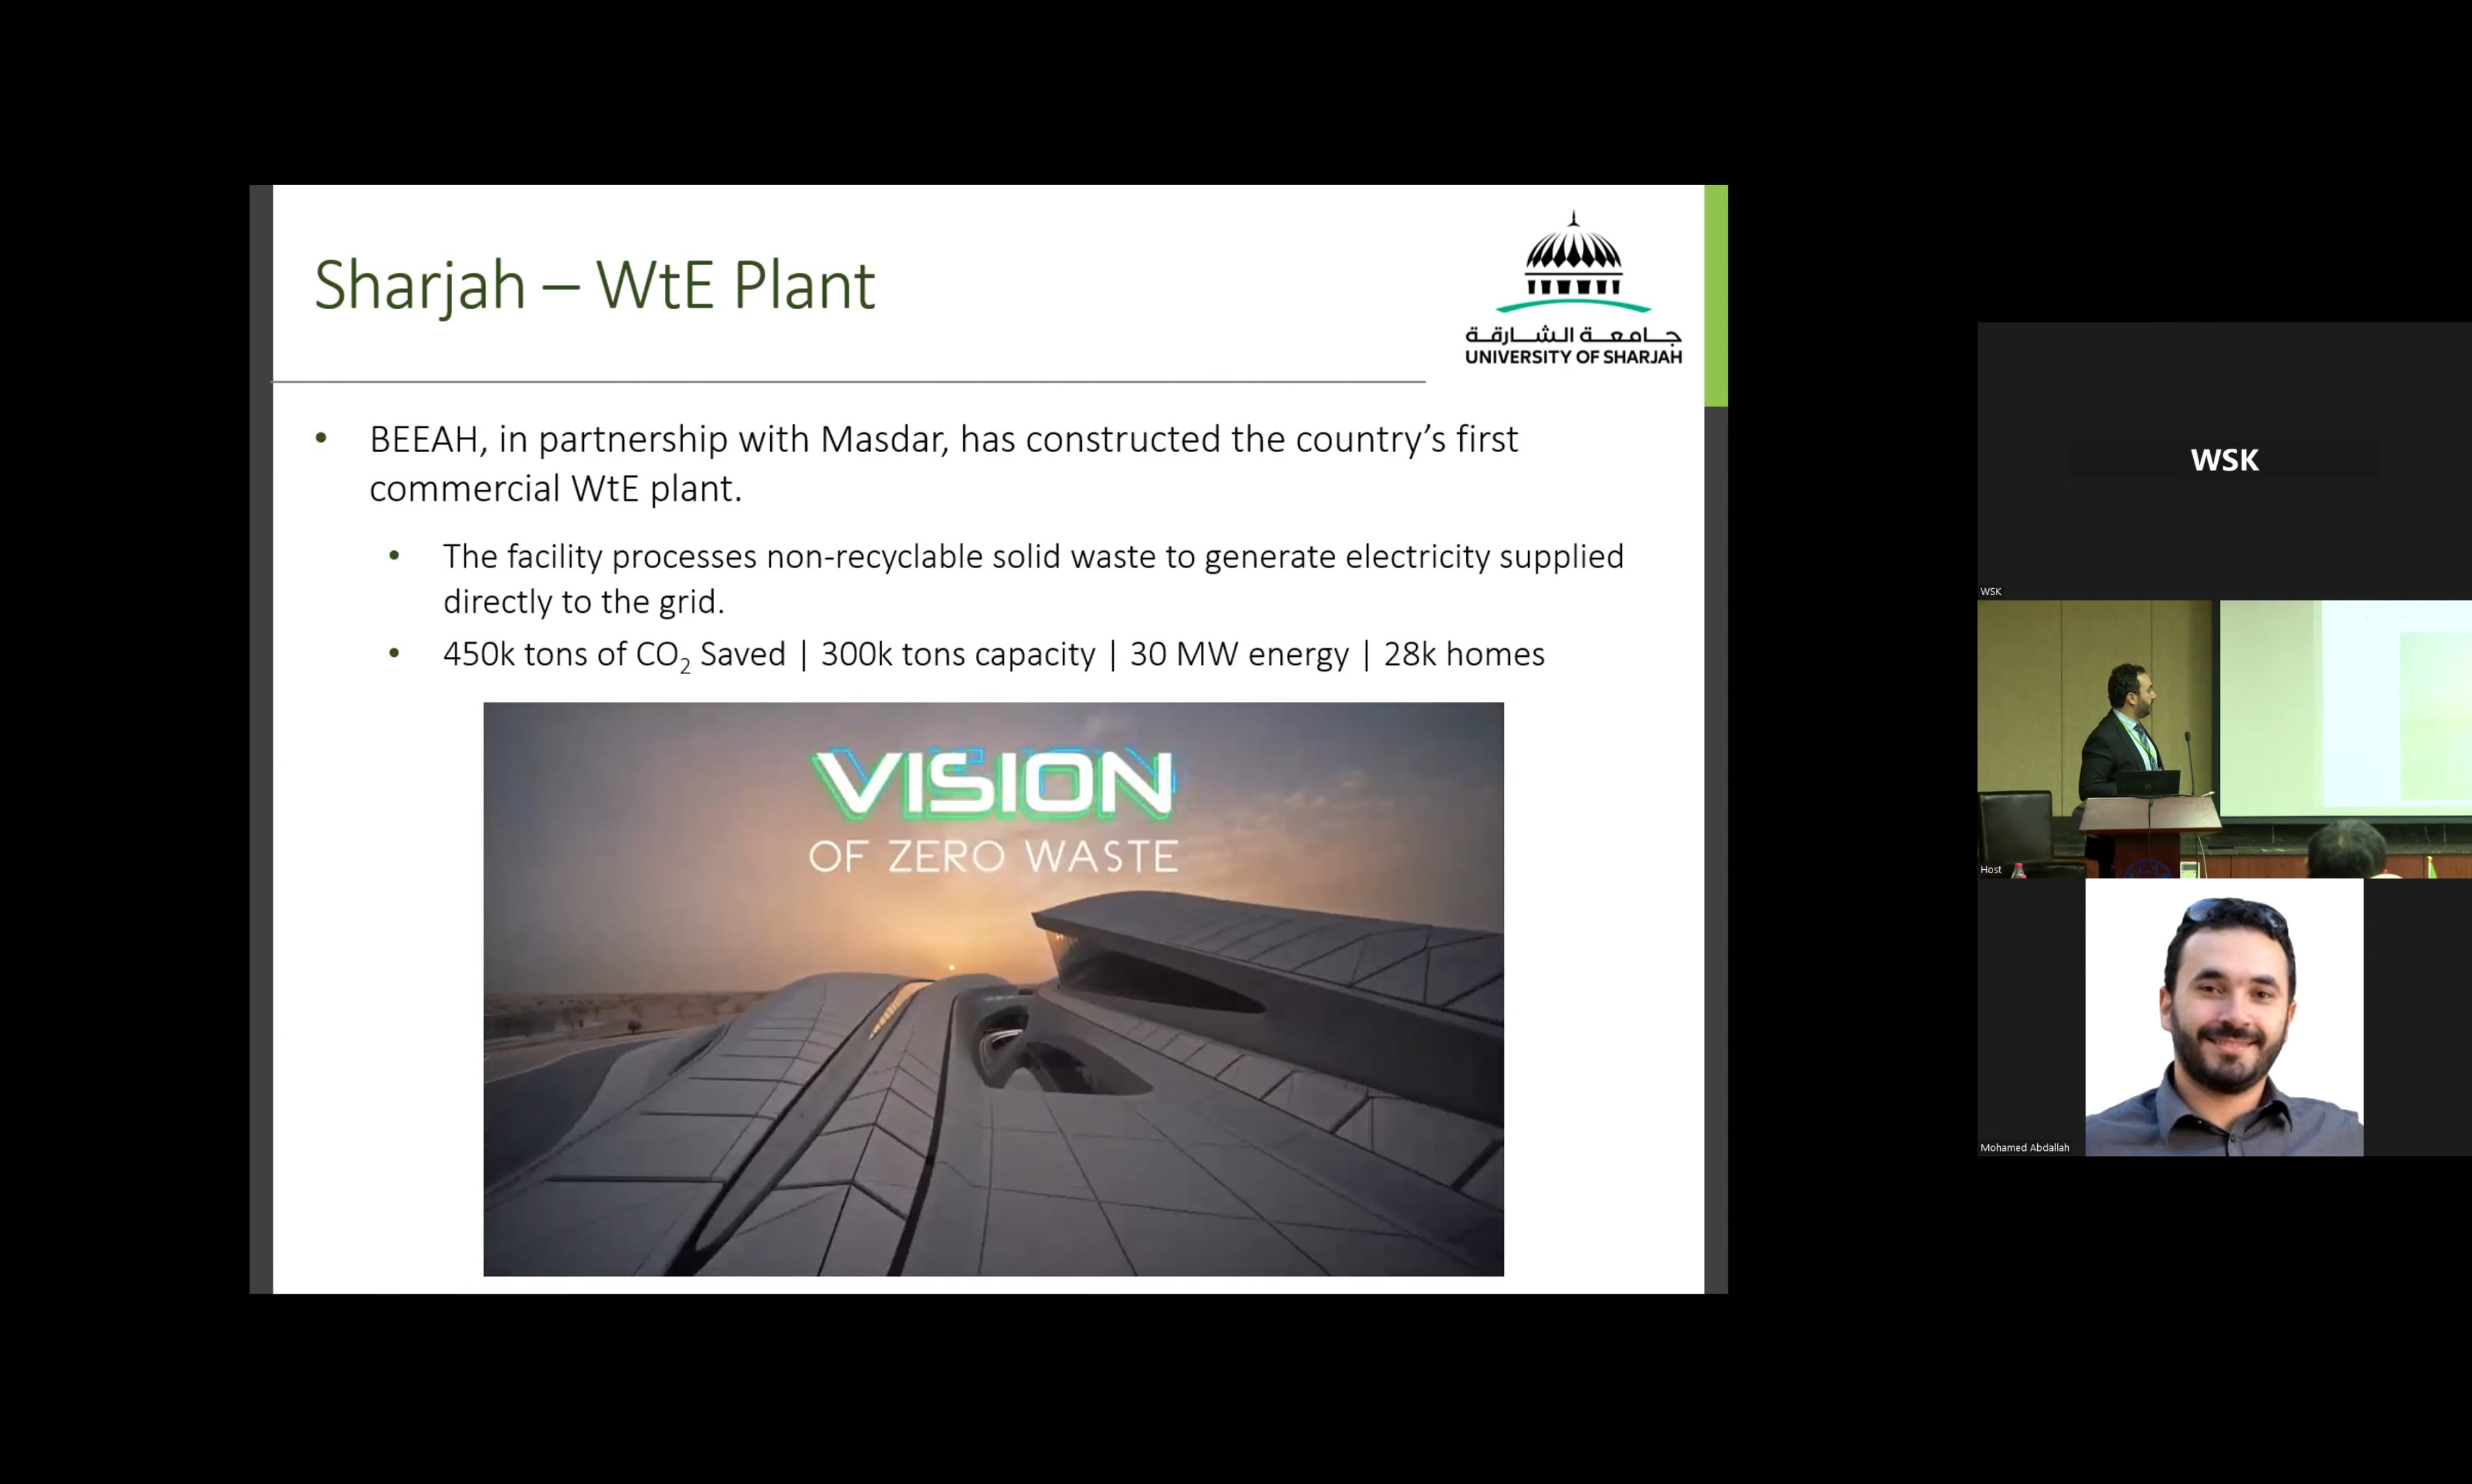 Sharjah – WtE Plant
جامعة الشارقة
UNIVERSITY OF SHARJAH
• BEEAH, in partnership with Masdar, has constructed the country’s first
commercial WtE plant.
• The facility processes non-recyclable solid waste to generate electricity supplied
directly to the grid.
• 450k tons of CO₂ Saved | 300k tons capacity | 30 MW energy | 28k homes
VISION
OF ZERO WASTE
WSK
WSK
Host
Mohamed Abdallah